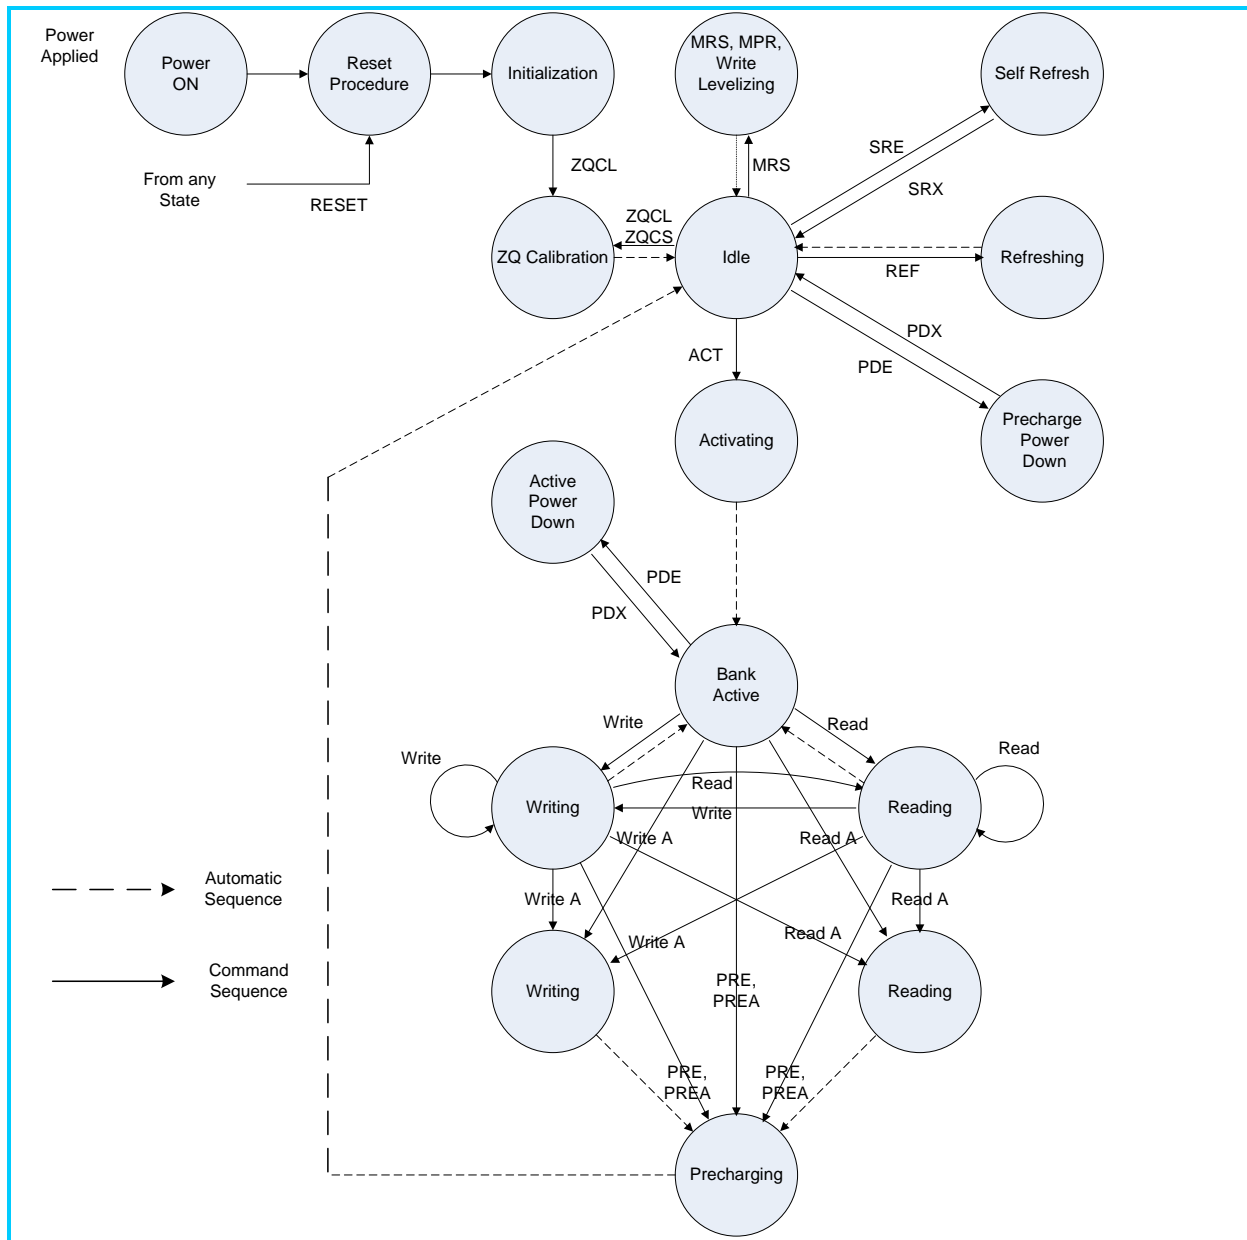 Power
Applied
Power
ON
Reset
Procedure
Initialization
MRS, MPR,
Write
Levelizing
Self Refresh
From any
State
RESET
ZQCL
MRS
SRE
SRX
ZQCL
ZQCS
ZQ Calibration
Idle
REF
Refreshing
ACT
PDX
PDE
Activating
Precharge
Power
Down
Active
Power
Down
PDE
PDX
Bank
Active
Write
Read
Write
Read
Writing
Read
Write
Reading
Write A
Read A
Automatic
Sequence
Write A
Read A
Write A
Read A
Command
Sequence
Writing
PRE,
PREA
Reading
PRE,
PREA
PRE,
PREA
Precharging